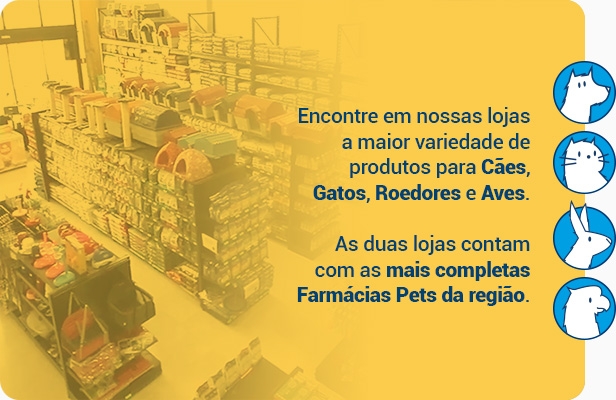 Encontre em nossas lojas
a maior variedade de
produtos para Cães,
Gatos, Roedores e Aves.
As duas lojas contam
com as mais completas
Farmácias Pets da região.